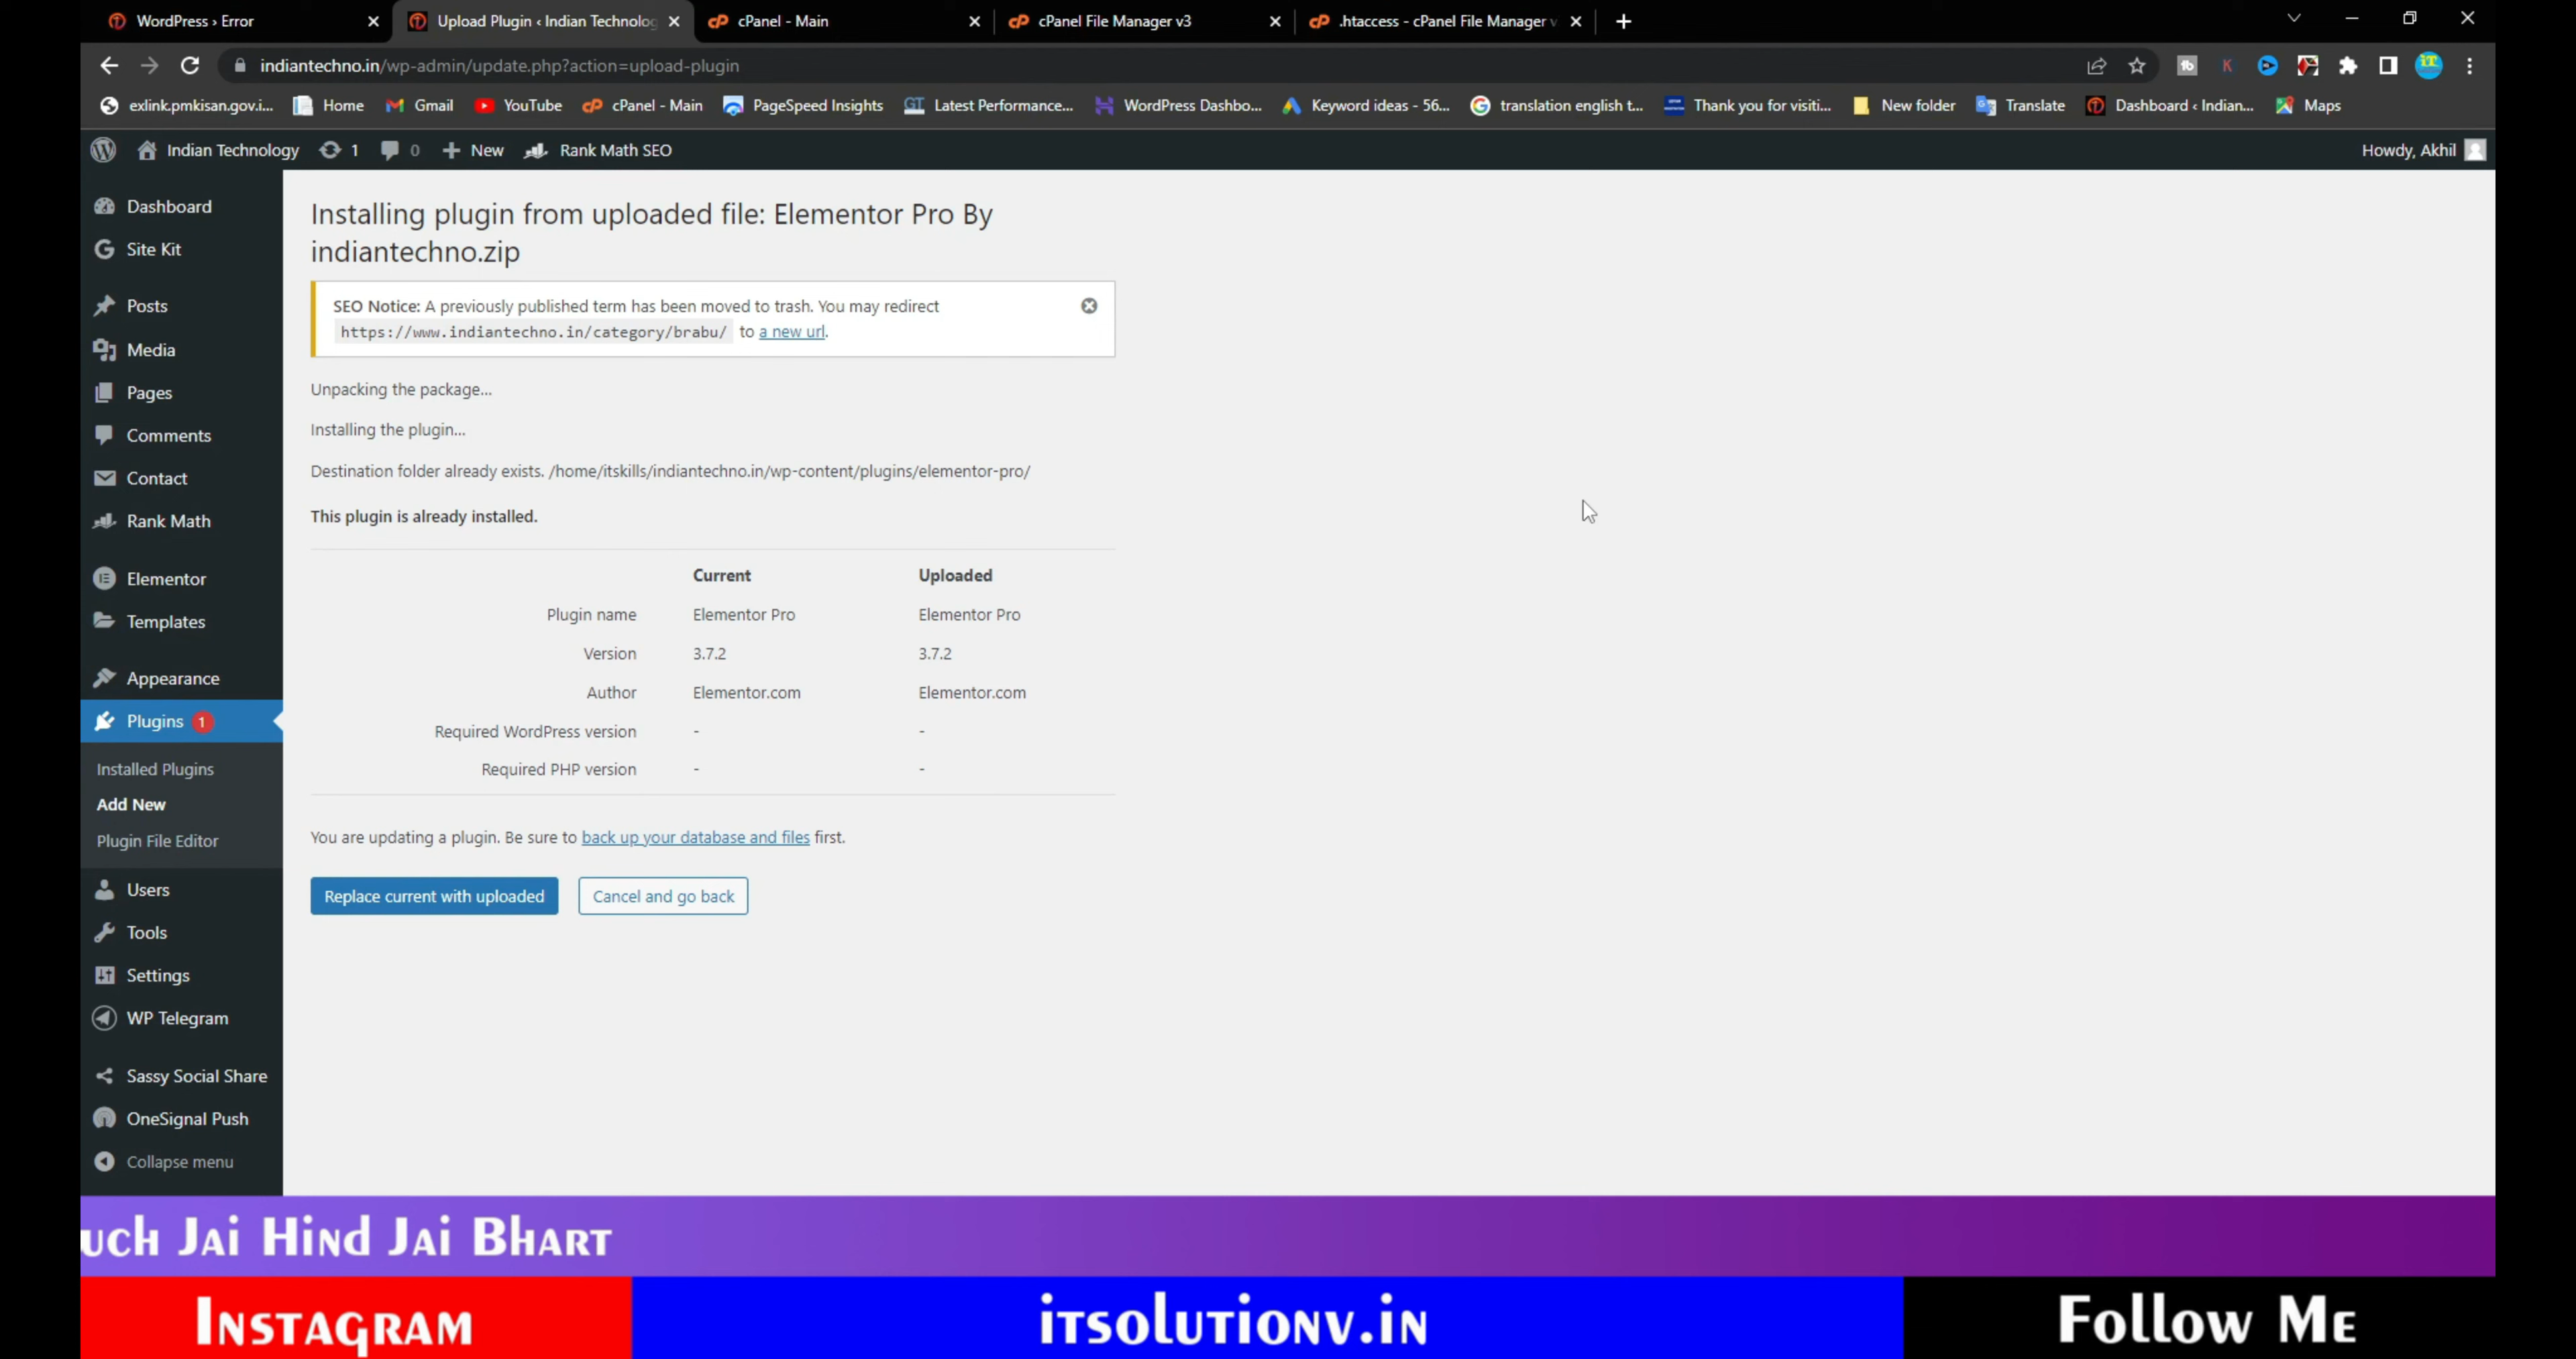 WordPress › Error
Upload Plugin ‹ Indian Technolog
cPanel - Main
cPanel File Manager v3
.htaccess - cPanel File Manager v
indiantechno.in/wp-admin/update.php?action=upload-plugin
exlink.pmkisan.gov.i...
Home
Gmail
YouTube
cPanel - Main
PageSpeed Insights
Latest Performance...
WordPress Dashbo...
Keyword ideas - 56...
translation english t...
Thank you for visiti...
New folder
Translate
Dashboard ‹ Indian...
Maps
Indian Technology
1
0
New
Rank Math SEO
Howdy, Akhil
Dashboard
Site Kit
Posts
Media
Pages
Comments
Contact
Rank Math
Elementor
Templates
Appearance
Plugins 1
Installed Plugins
Add New
Plugin File Editor
Users
Tools
Settings
WP Telegram
Sassy Social Share
OneSignal Push
Collapse menu
Installing plugin from uploaded file: Elementor Pro By
indiantechno.zip
SEO Notice: A previously published term has been moved to trash. You may redirect
https://www.indiantechno.in/category/brabu/ to a new url.
Unpacking the package...
Installing the plugin...
Destination folder already exists. /home/itskills/indiantechno.in/wp-content/plugins/elementor-pro/
This plugin is already installed.
Current Uploaded
Plugin name Elementor Pro Elementor Pro
Version 3.7.2 3.7.2
Author Elementor.com Elementor.com
Required WordPress version - -
Required PHP version - -
You are updating a plugin. Be sure to back up your database and files first.
Replace current with uploaded
Cancel and go back
uch Jai Hind Jai Bhart
Instagram
itsolutionv.in
Follow Me